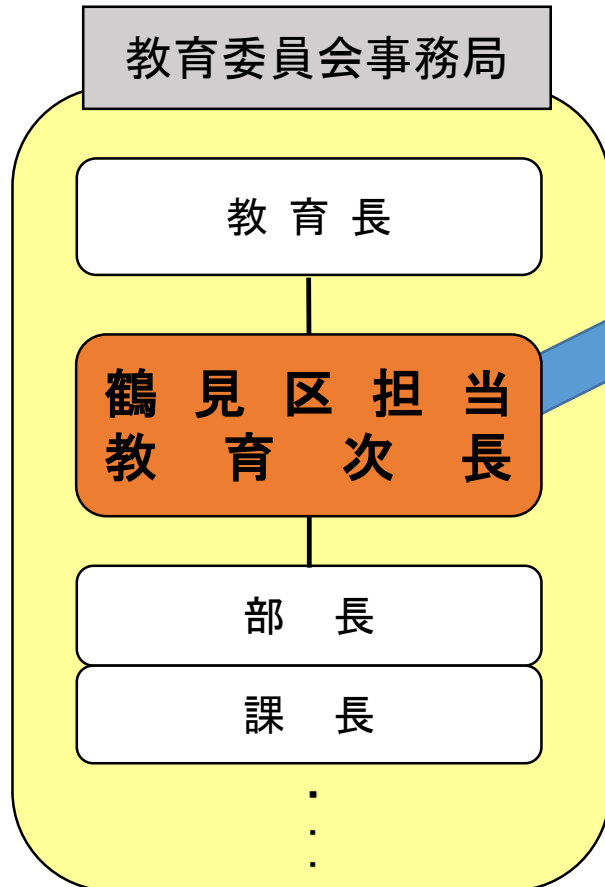 教育委員会事務局
教 育 長
鶴 見 区 担 当
教 育 次 長
部 長
課 長
・
・
・